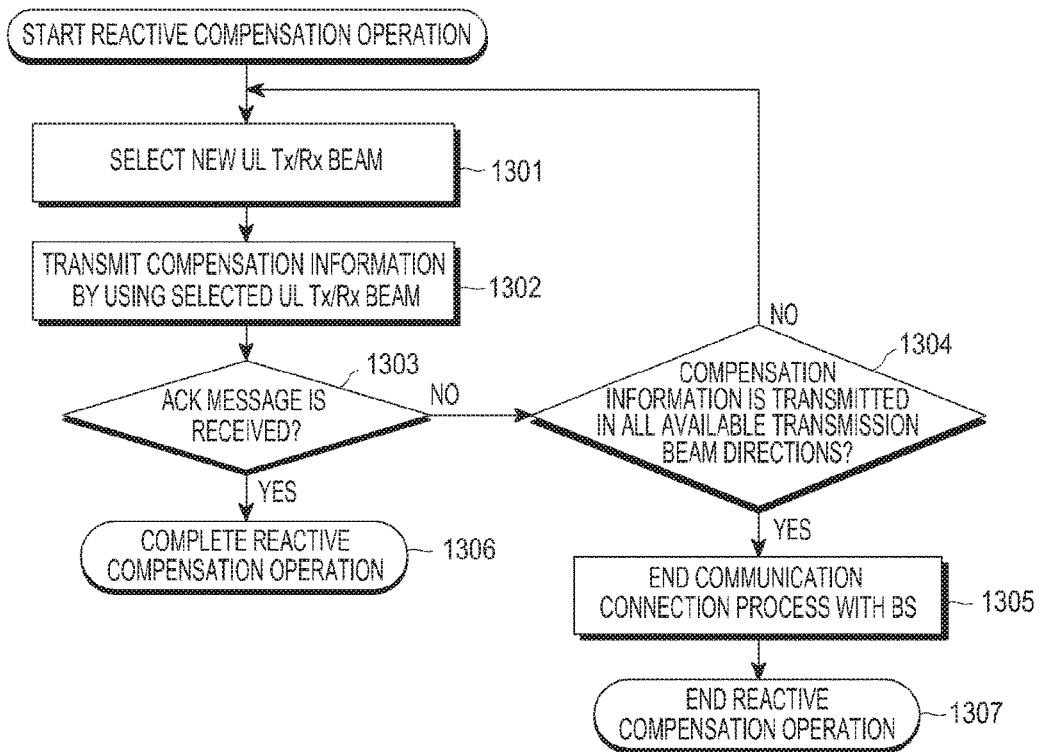 START REACTIVE COMPENSATION OPERATION
SELECT NEW UL Tx/Rx BEAM
1301
TRANSMIT COMPENSATION INFORMATION
BY USING SELECTED UL Tx/Rx BEAM
1302
1303
ACK MESSAGE IS
RECEIVED?
NO
YES
COMPLETE REACTIVE
COMPENSATION OPERATION
1306
NO
1304
COMPENSATION
INFORMATION IS TRANSMITTED
IN ALL AVAILABLE TRANSMISSION
BEAM DIRECTIONS?
YES
END COMMUNICATION
CONNECTION PROCESS WITH BS
1305
END REACTIVE
COMPENSATION OPERATION
1307